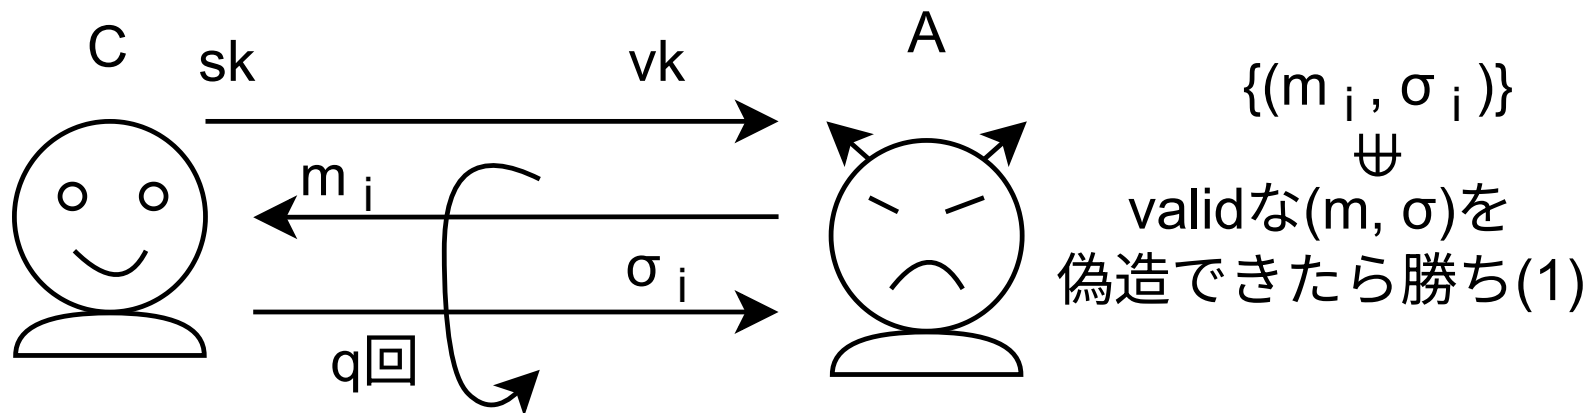 C
A
sk
vk
m i
σ i
q回
{(m i , σ i )}
∌
validな(m, σ)を
偽造できたら勝ち(1)